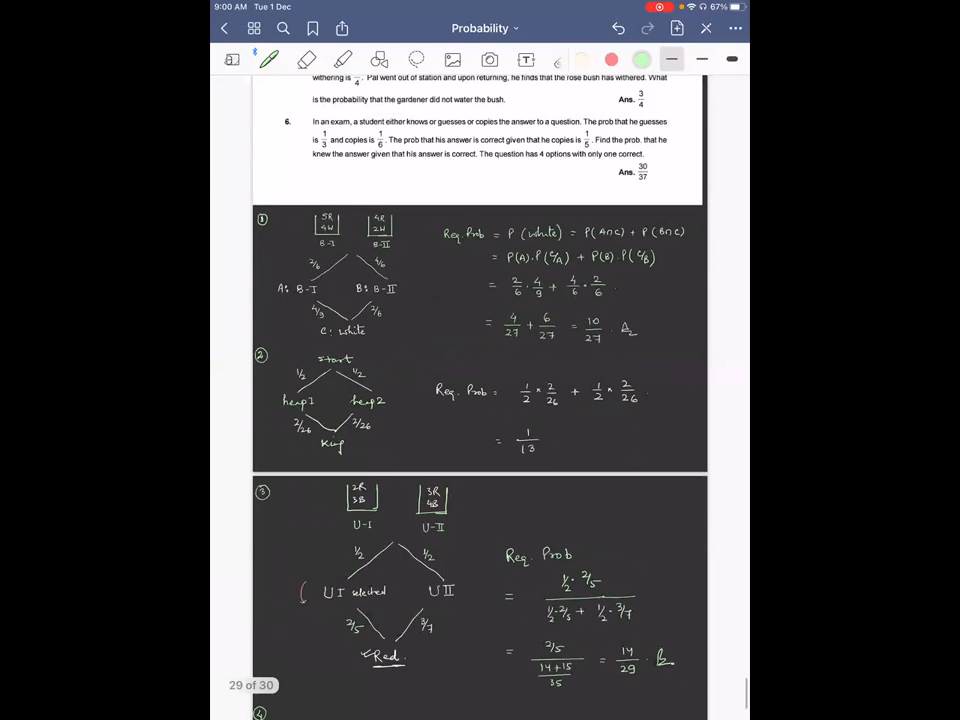 9:00 AM Tue 1 Dec 67%
Probability
withering is 1/4. Pal went out of station and upon returning, he finds that the rose bush has withered. What
is the probability that the gardener did not water the bush. Ans. 3/4
6. In an exam, a student either knows or guesses or copies the answer to a question. The prob that he guesses
is 1/3 and copies is 1/6. The prob that his answer is correct given that he copies is 1/5. Find the prob. that he
knew the answer given that his answer is correct. The question has 4 options with only one correct.
Ans. 30/37
① 5R 4W 4R 2W
B-I B-II
2/6 4/6
A: B-I B: B-II
4/9 2/6
C: white
Req. Prob = P(white) = P(A∩C) + P(B∩C)
= P(A).P(C/A) + P(B).P(C/B)
= 2/6 . 4/9 + 4/6 . 2/6
= 4/27 + 6/27 = 10/27 .
② start
1/2 1/2
heap1 heap2
2/26 2/26
King
Req. Prob = 1/2 × 2/26 + 1/2 × 2/26 .
= 1/13
③ 2R 3B 3R 4B
U-I U-II
1/2 1/2
UI selected UII
2/5 3/7
Red.
Req. Prob
= (1/2 . 2/5) / (1/2 . 2/5 + 1/2 . 3/7)
= (2/5) / ((14+15)/35) = 14/29 .
29 of 30
④